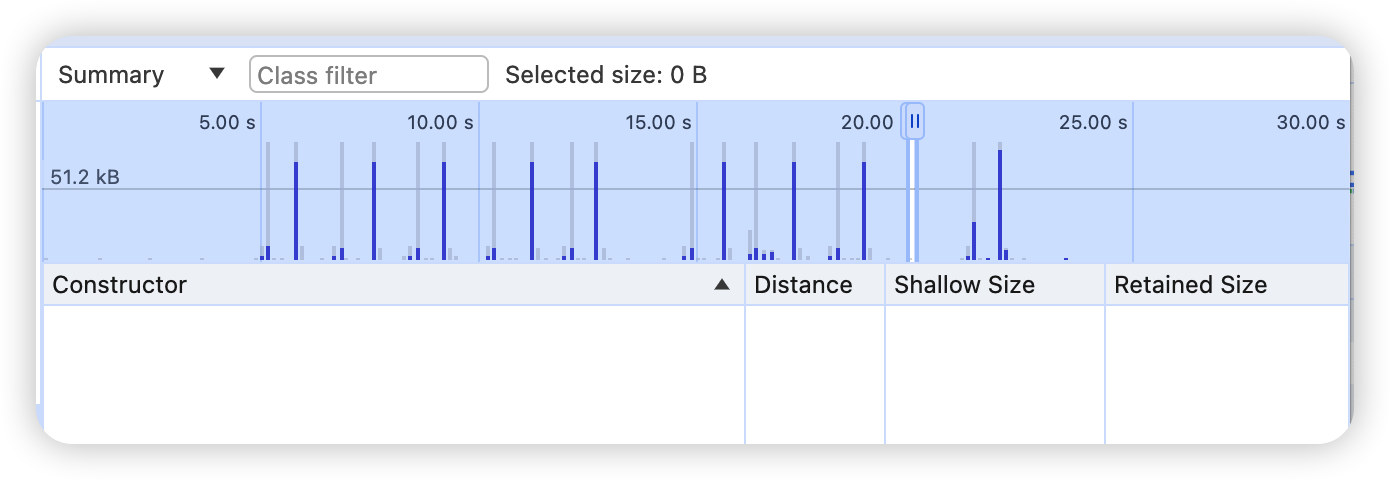 Summary Class filter Selected size: 0 B
5.00 s 10.00 s 15.00 s 20.00 25.00 s 30.00 s
51.2 kB
Constructor Distance Shallow Size Retained Size